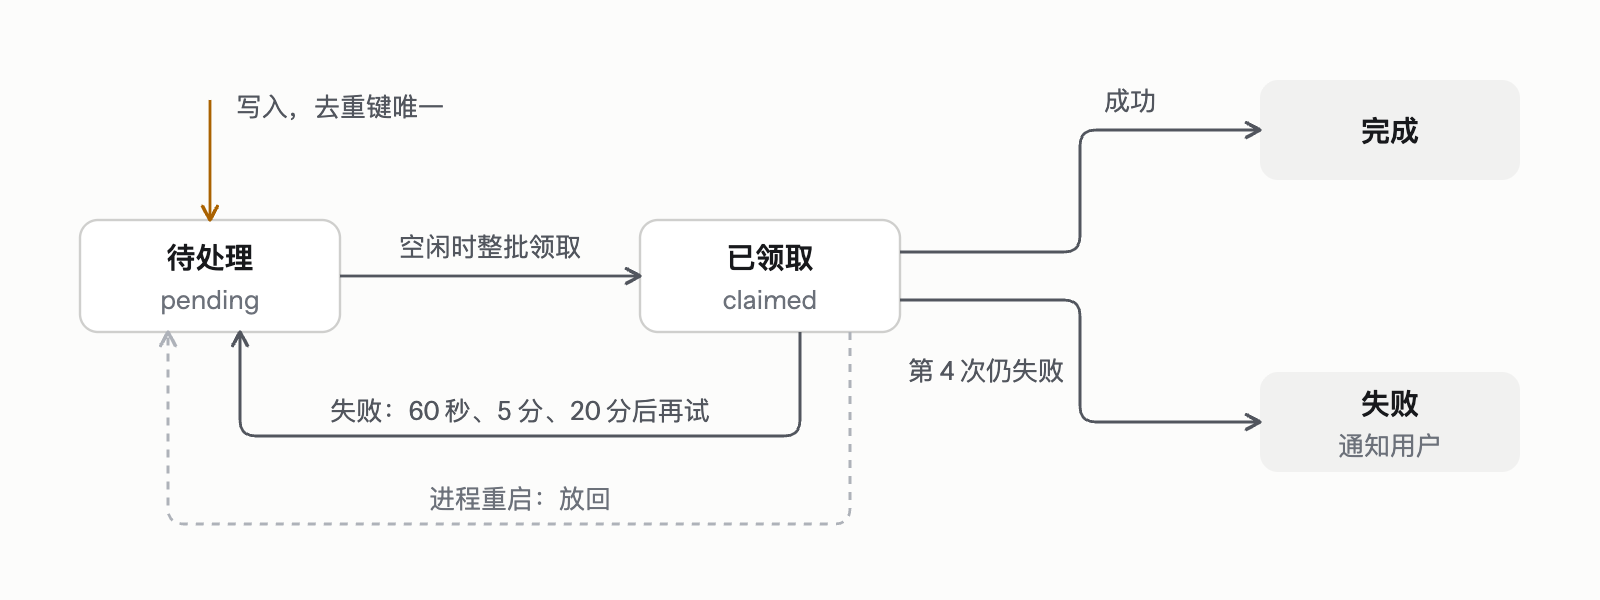 写入，去重键唯一
成功
完成
待处理
pending
空闲时整批领取
已领取
claimed
第 4 次仍失败
失败：60 秒、5 分、20 分后再试
失败
通知用户
进程重启：放回